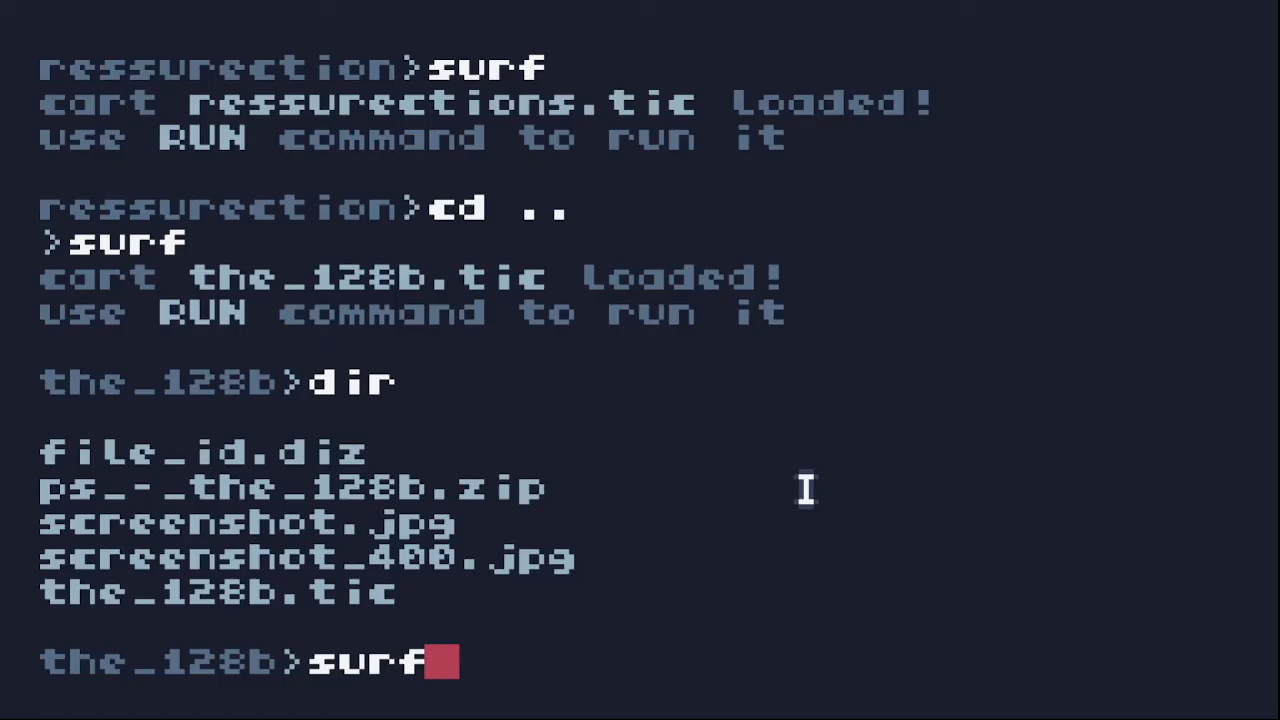 ressurection>surf
cart ressurections.tic loaded!
use RUN command to run it
ressurection>cd ..
>surf
cart the_128b.tic loaded!
use RUN command to run it
the_128b>dir
file_id.diz
ps_-_the_128b.zip
screenshot.jpg
screenshot_400.jpg
the_128b.tic
the_128b>surf